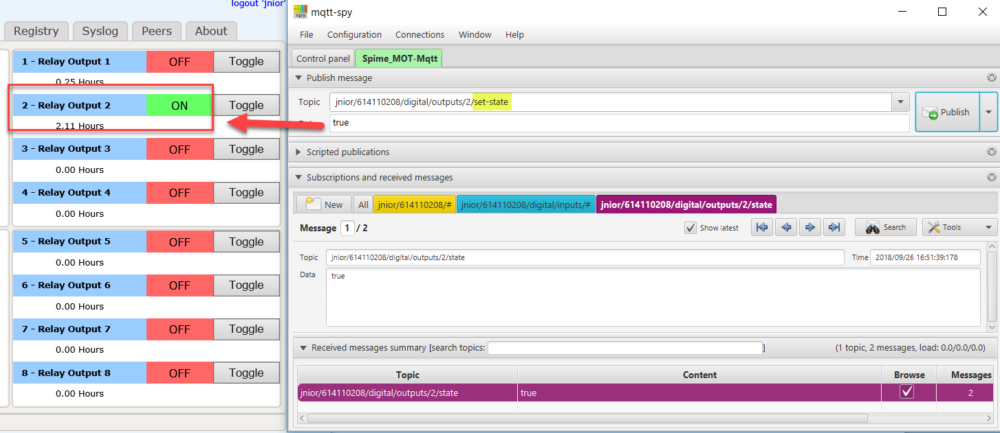 logout 'jnior'
Registry Syslog Peers About
1 - Relay Output 1 OFF Toggle
0.25 Hours
2 - Relay Output 2 ON Toggle
2.11 Hours
3 - Relay Output 3 OFF Toggle
0.00 Hours
4 - Relay Output 4 OFF Toggle
0.00 Hours
5 - Relay Output 5 OFF Toggle
0.00 Hours
6 - Relay Output 6 OFF Toggle
0.00 Hours
7 - Relay Output 7 OFF Toggle
0.00 Hours
8 - Relay Output 8 OFF Toggle
0.00 Hours
mqtt spy mqtt-spy
File Configuration Connections Window Help
Control panel Spime_MOT-Mqtt
Publish message
Topic jnior/614110208/digital/outputs/2/set-state Publish
true
Scripted publications
Subscriptions and received messages
New All jnior/614110208/# jnior/614110208/digital/inputs/# jnior/614110208/digital/outputs/2/state
Message 1 / 2 Show latest Search Tools
Topic jnior/614110208/digital/outputs/2/state Time 2018/09/26 16:51:39:178
Data true
Received messages summary [search topics: ] (1 topic, 2 messages, load: 0.0/0.0/0.0)
Topic Content Browse Messages
jnior/614110208/digital/outputs/2/state true 2